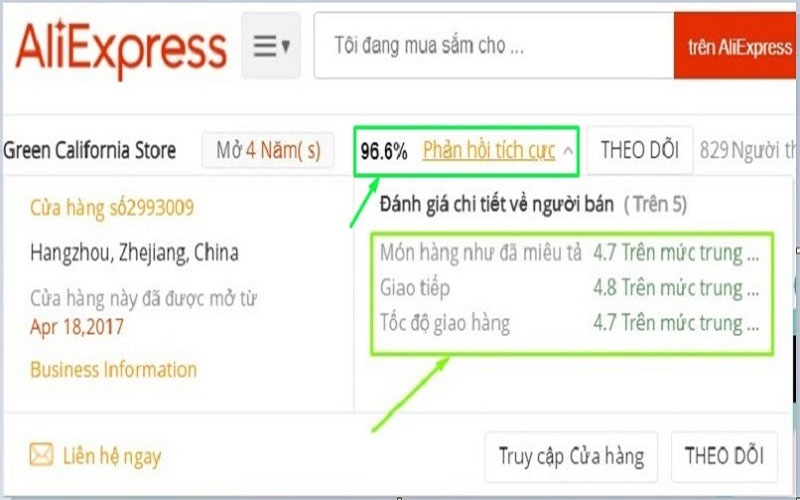 AliExpress
Tôi đang mua sắm cho ...
trên AliExpress
Green California Store
Mở 4 Năm( s)
96.6% Phản hồi tích cực
THEO DÕI
829 Người th
Cửa hàng số2993009
Hangzhou, Zhejiang, China
Cửa hàng này đã được mở từ
Apr 18,2017
Business Information
Đánh giá chi tiết về người bán (Trên 5)
Món hàng như đã miêu tả 4.7 Trên mức trung ...
Giao tiếp 4.8 Trên mức trung ...
Tốc độ giao hàng 4.7 Trên mức trung ...
Liên hệ ngay
Truy cập Cửa hàng
THEO DÕI